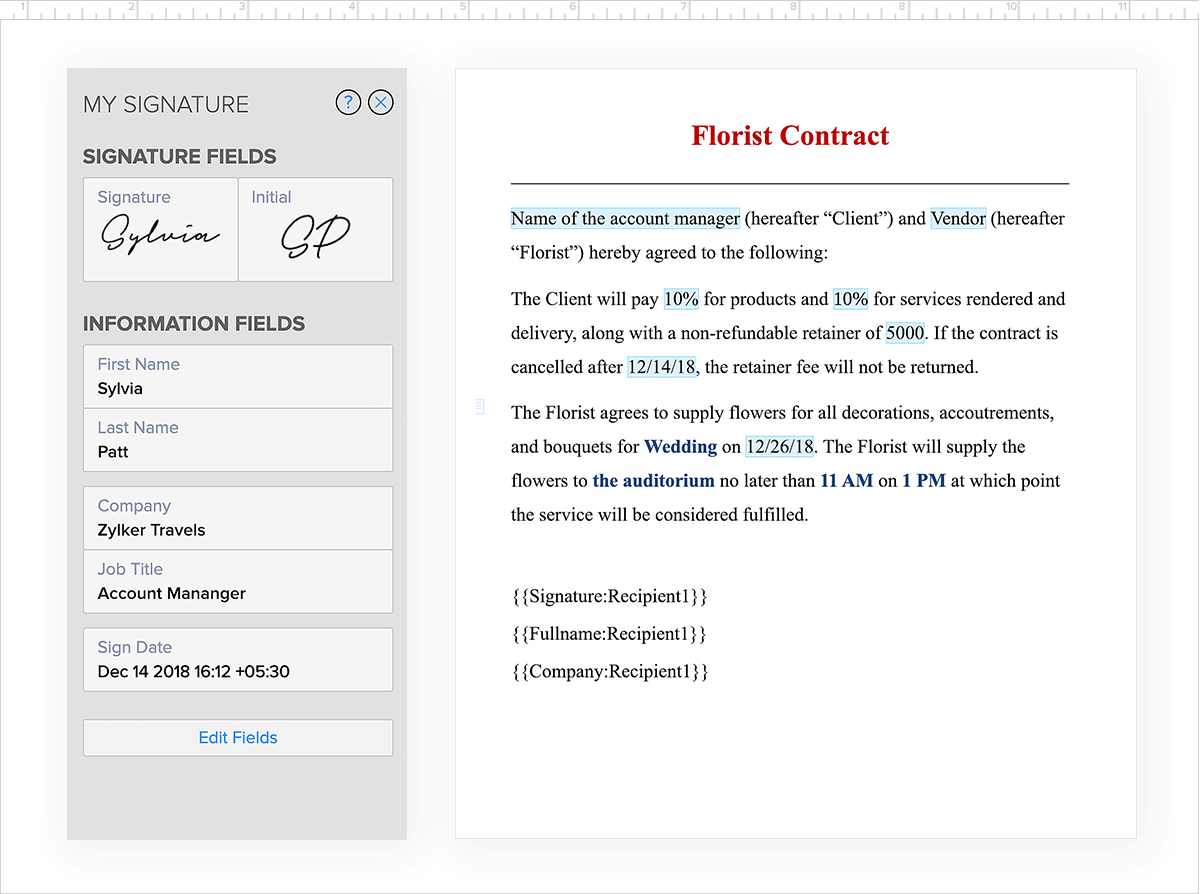 1 2 3 4 5 6 7 8 8 10 11
MY SIGNATURE ?
SIGNATURE FIELDS
Signature
Sylvia
Initial
SP
INFORMATION FIELDS
First Name
Sylvia
Last Name
Patt
Company
Zylker Travels
Job Title
Account Mananger
Sign Date
Dec 14 2018 16:12 +05:30
Edit Fields
Florist Contract
Name of the account manager (hereafter “Client”) and Vendor (hereafter
“Florist”) hereby agreed to the following:
The Client will pay 10% for products and 10% for services rendered and
delivery, along with a non-refundable retainer of 5000. If the contract is
cancelled after 12/14/18, the retainer fee will not be returned.
The Florist agrees to supply flowers for all decorations, accoutrements,
and bouquets for Wedding on 12/26/18. The Florist will supply the
flowers to the auditorium no later than 11 AM on 1 PM at which point
the service will be considered fulfilled.
{{Signature:Recipient1}}
{{Fullname:Recipient1}}
{{Company:Recipient1}}